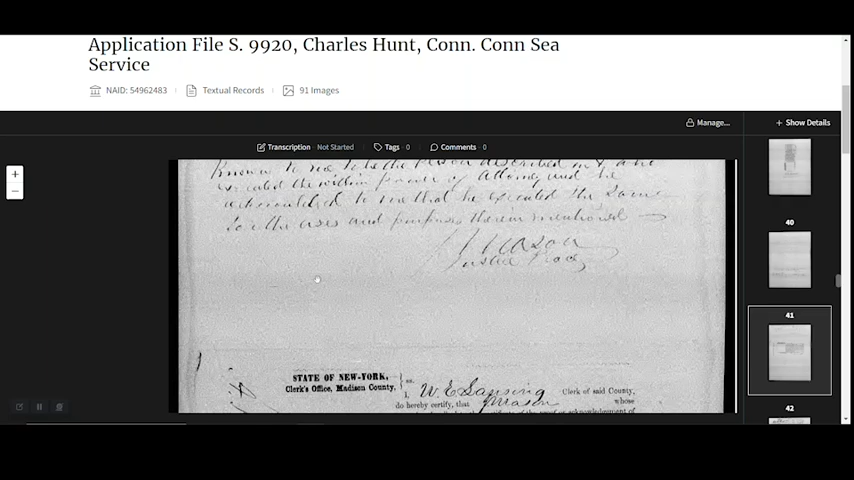 Application File S. 9920, Charles Hunt, Conn. Conn Sea
Service
NAID: 54962483
Textual Records
91 Images
Manage...
+ Show Details
Transcription Not Started
Tags · 0
Comments · 0
+
−
known to me to be the person described in & who
executed the within power of Attorney and he
acknowledged to me that he executed the same
for the uses and purposes therein mentioned
Mason
Justice Peace
STATE OF NEW-YORK,
Clerk's Office, Madison County,
ss.
I, W. E. Lansing Clerk of said County,
do hereby certify, that Mason whose
40
41
42